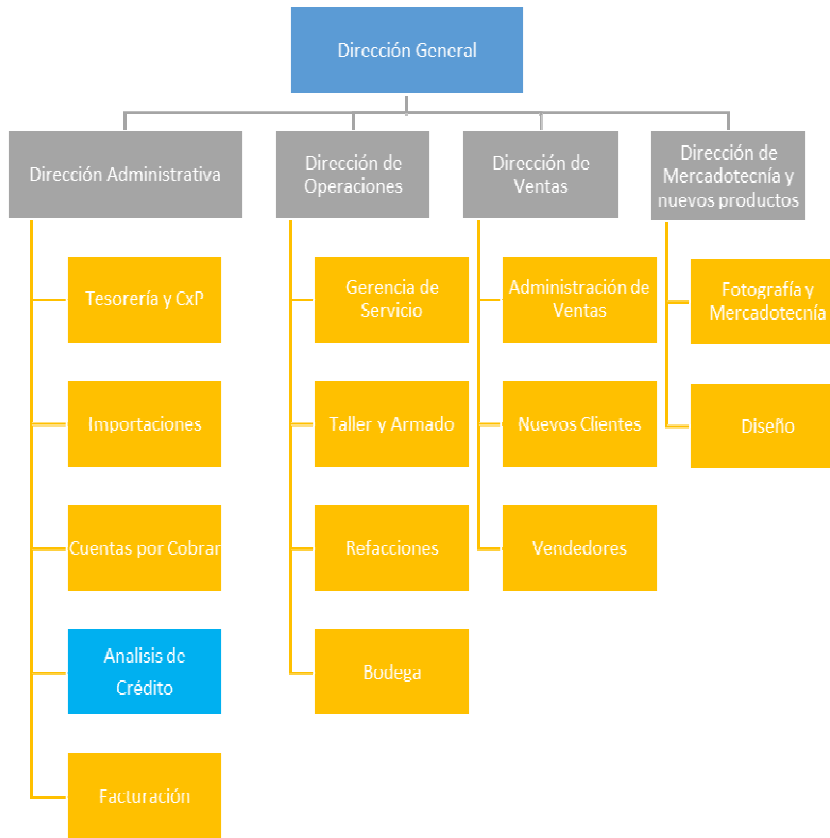 Dirección General
Dirección Administrativa
Dirección de
Operaciones
Dirección de
Ventas
Dirección de
Mercadotecnía y
nuevos productos
Tesorería y CxP
Importaciones
Cuentas por Cobrar
Analisis de
Crédito
Facturación
Gerencia de
Servicio
Taller y Armado
Refacciones
Bodega
Administración de
Ventas
Nuevos Clientes
Vendedores
Fotografía y
Mercadotecnía
Diseño